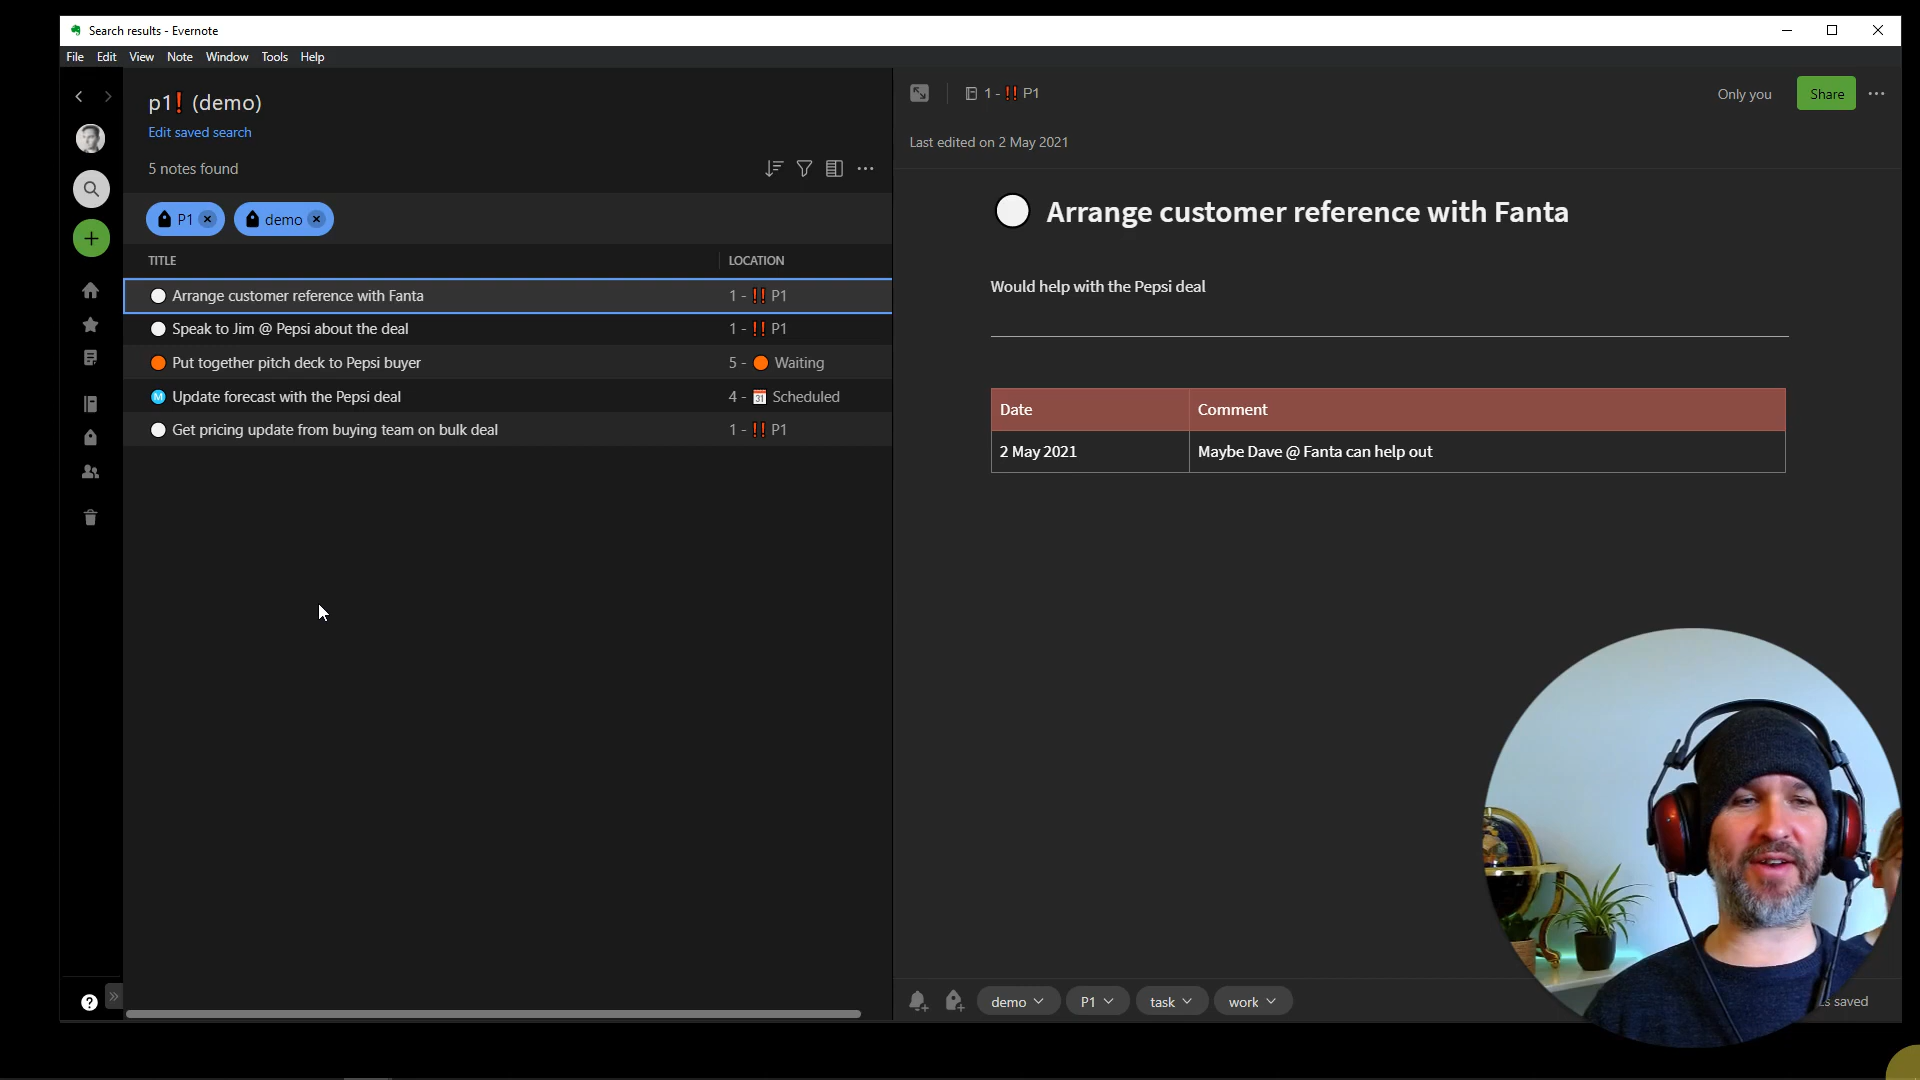 Search results - Evernote
File Edit View Note Window Tools Help
p1❗ (demo)
Edit saved search
5 notes found
P1 demo
TITLE LOCATION
Arrange customer reference with Fanta 1 - ‼ P1
Speak to Jim @ Pepsi about the deal 1 - ‼ P1
Put together pitch deck to Pepsi buyer 5 - 🟠 Waiting
M Update forecast with the Pepsi deal 4 - 31 Scheduled
Get pricing update from buying team on bulk deal 1 - ‼ P1
1 - ‼ P1
Only you Share
Last edited on 2 May 2021
Arrange customer reference with Fanta
Would help with the Pepsi deal
Date Comment
2 May 2021 Maybe Dave @ Fanta can help out
demo P1 task work
saved